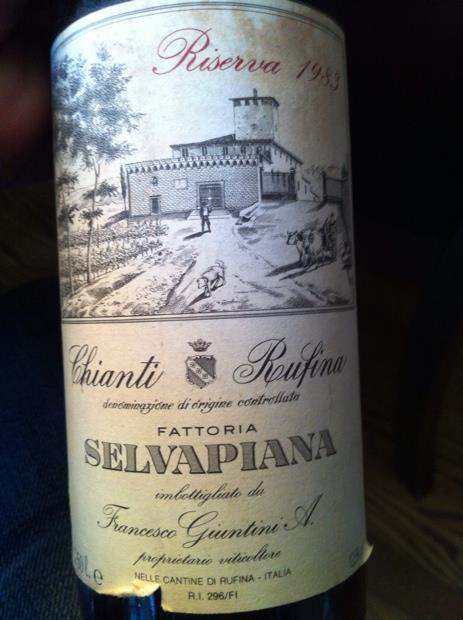 Riserva 1983
Chianti Rufina
denominazione di origine controllata
FATTORIA
SELVAPIANA
imbottigliato da
Francesco Giuntini A.
proprietario viticoltore
NELLE CANTINE DI RUFINA - ITALIA
R.I. 296/FI